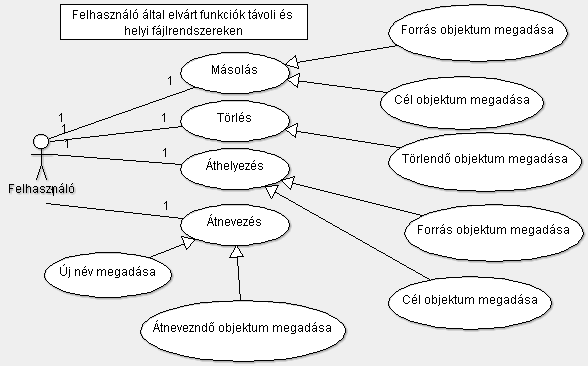 Felhasználó által elvárt funkciók távoli és
helyi fájlrendszereken
Forrás objektum megadása
Másolás
1
Cél objektum megadása
1
Törlés
1
1
1
Törlendő objektum megadása
1
Áthelyezés
Felhasználó
1
1
Átnevezés
Forrás objektum megadása
Új név megadása
Cél objektum megadása
Átnevezndő objektum megadása